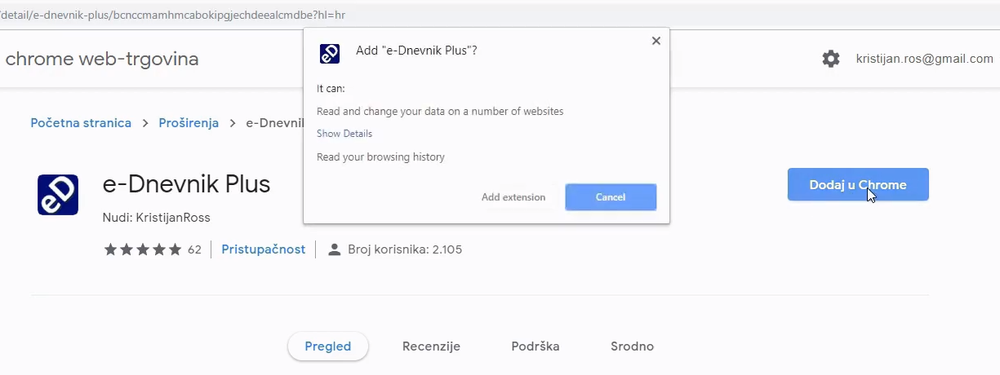 /detail/e-dnevnik-plus/bcnccmamhmcabokipgjechdeealcmdbe?hl=hr
chrome web-trgovina
kristijan.ros@gmail.com
eD
Add "e-Dnevnik Plus"?
It can:
Read and change your data on a number of websites
Show Details
Read your browsing history
Add extension
Cancel
Početna stranica > Proširenja > e-Dnevnik
eD
e-Dnevnik Plus
Dodaj u Chrome
Nudi: KristijanRoss
62 Pristupačnost Broj korisnika: 2.105
Pregled Recenzije Podrška Srodno